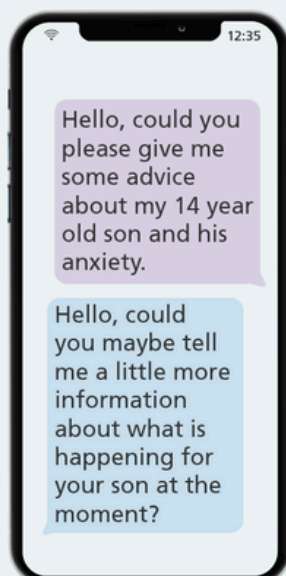 12:35
Hello, could you
please give me
some advice
about my 14 year
old son and his
anxiety.
Hello, could
you maybe tell
me a little more
information
about what is
happening for
your son at the
moment?